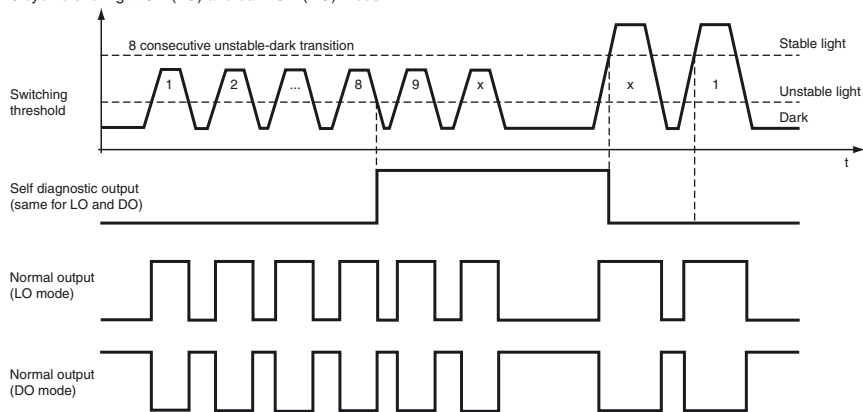 8 consecutive unstable-dark transition
Stable light
Switching
threshold
1 2 ... 8 9 x x 1
Unstable light
Dark
t
Self diagnostic output
(same for LO and DO)
Normal output
(LO mode)
Normal output
(DO mode)